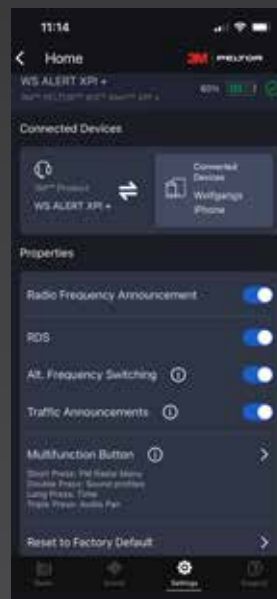 11:14
Home
3M PELTOR
WS ALERT XPI +
60%
Connected Devices
3M™ Product
WS ALERT XPI +
Connected
Devices
Wolfgangs
iPhone
Properties
Radio Frequency Announcement
RDS
Alt. Frequency Switching
Traffic Announcements
Multifunction Button
Short Press: FM Radio Menu
Double Press: Sound profiles
Long Press: Time
Triple Press: Audio Pan
Reset to Factory Default
Settings